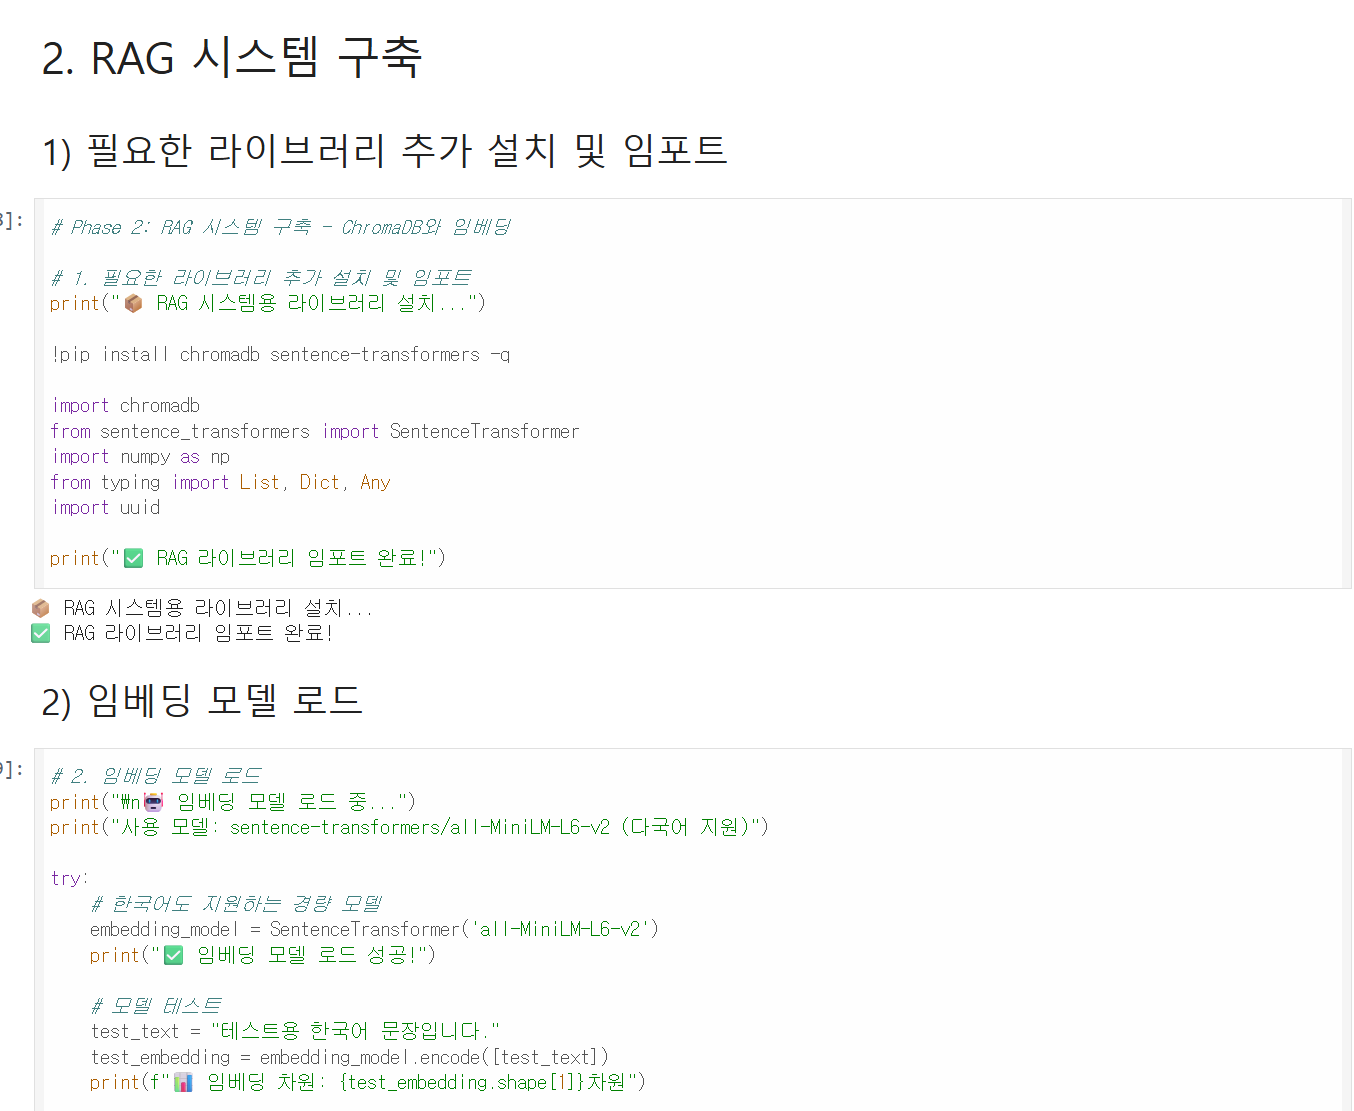 2. RAG 시스템 구축
1) 필요한 라이브러리 추가 설치 및 임포트
]:
# Phase 2: RAG 시스템 구축 - ChromaDB와 임베딩
# 1. 필요한 라이브러리 추가 설치 및 임포트
print("📦 RAG 시스템용 라이브러리 설치...")
!pip install chromadb sentence-transformers -q
import chromadb
from sentence_transformers import SentenceTransformer
import numpy as np
from typing import List, Dict, Any
import uuid
print("✅ RAG 라이브러리 임포트 완료!")
📦 RAG 시스템용 라이브러리 설치...
✅ RAG 라이브러리 임포트 완료!
2) 임베딩 모델 로드
]:
# 2. 임베딩 모델 로드
print("₩n🤖 임베딩 모델 로드 중...")
print("사용 모델: sentence-transformers/all-MiniLM-L6-v2 (다국어 지원)")
try:
# 한국어도 지원하는 경량 모델
embedding_model = SentenceTransformer('all-MiniLM-L6-v2')
print("✅ 임베딩 모델 로드 성공!")
# 모델 테스트
test_text = "테스트용 한국어 문장입니다."
test_embedding = embedding_model.encode([test_text])
print(f"📊 임베딩 차원: {test_embedding.shape[1]}차원")